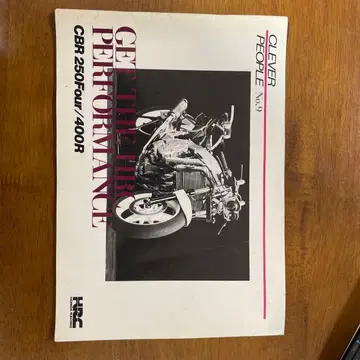 CLEVER
PEOPLE No.9
GET THE HRC
PERFORMANCE
CBR 250Four/400R
HRC